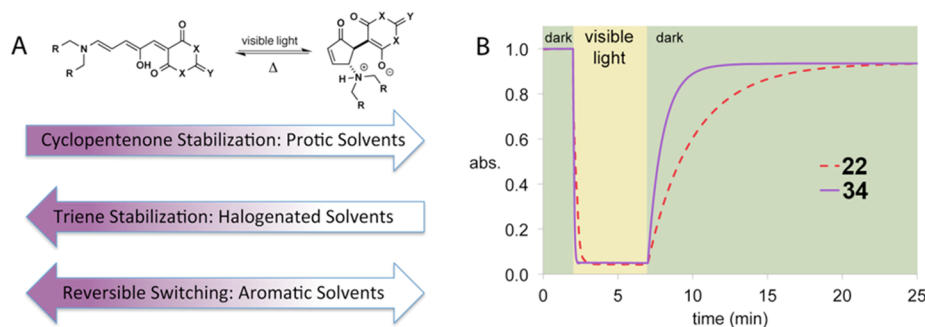 A
R
N
R
OH
O
O
X
X
Y
visible light
Δ
O
O
X
X
Y
O
⊖
H N ⊕
R
R
Cyclopentenone Stabilization: Protic Solvents
Triene Stabilization: Halogenated Solvents
Reversible Switching: Aromatic Solvents
B
dark visible light dark
1.0
0.8
0.6
abs.
0.4
0.2
0.0
22
34
0 5 10 15 20 25
time (min)